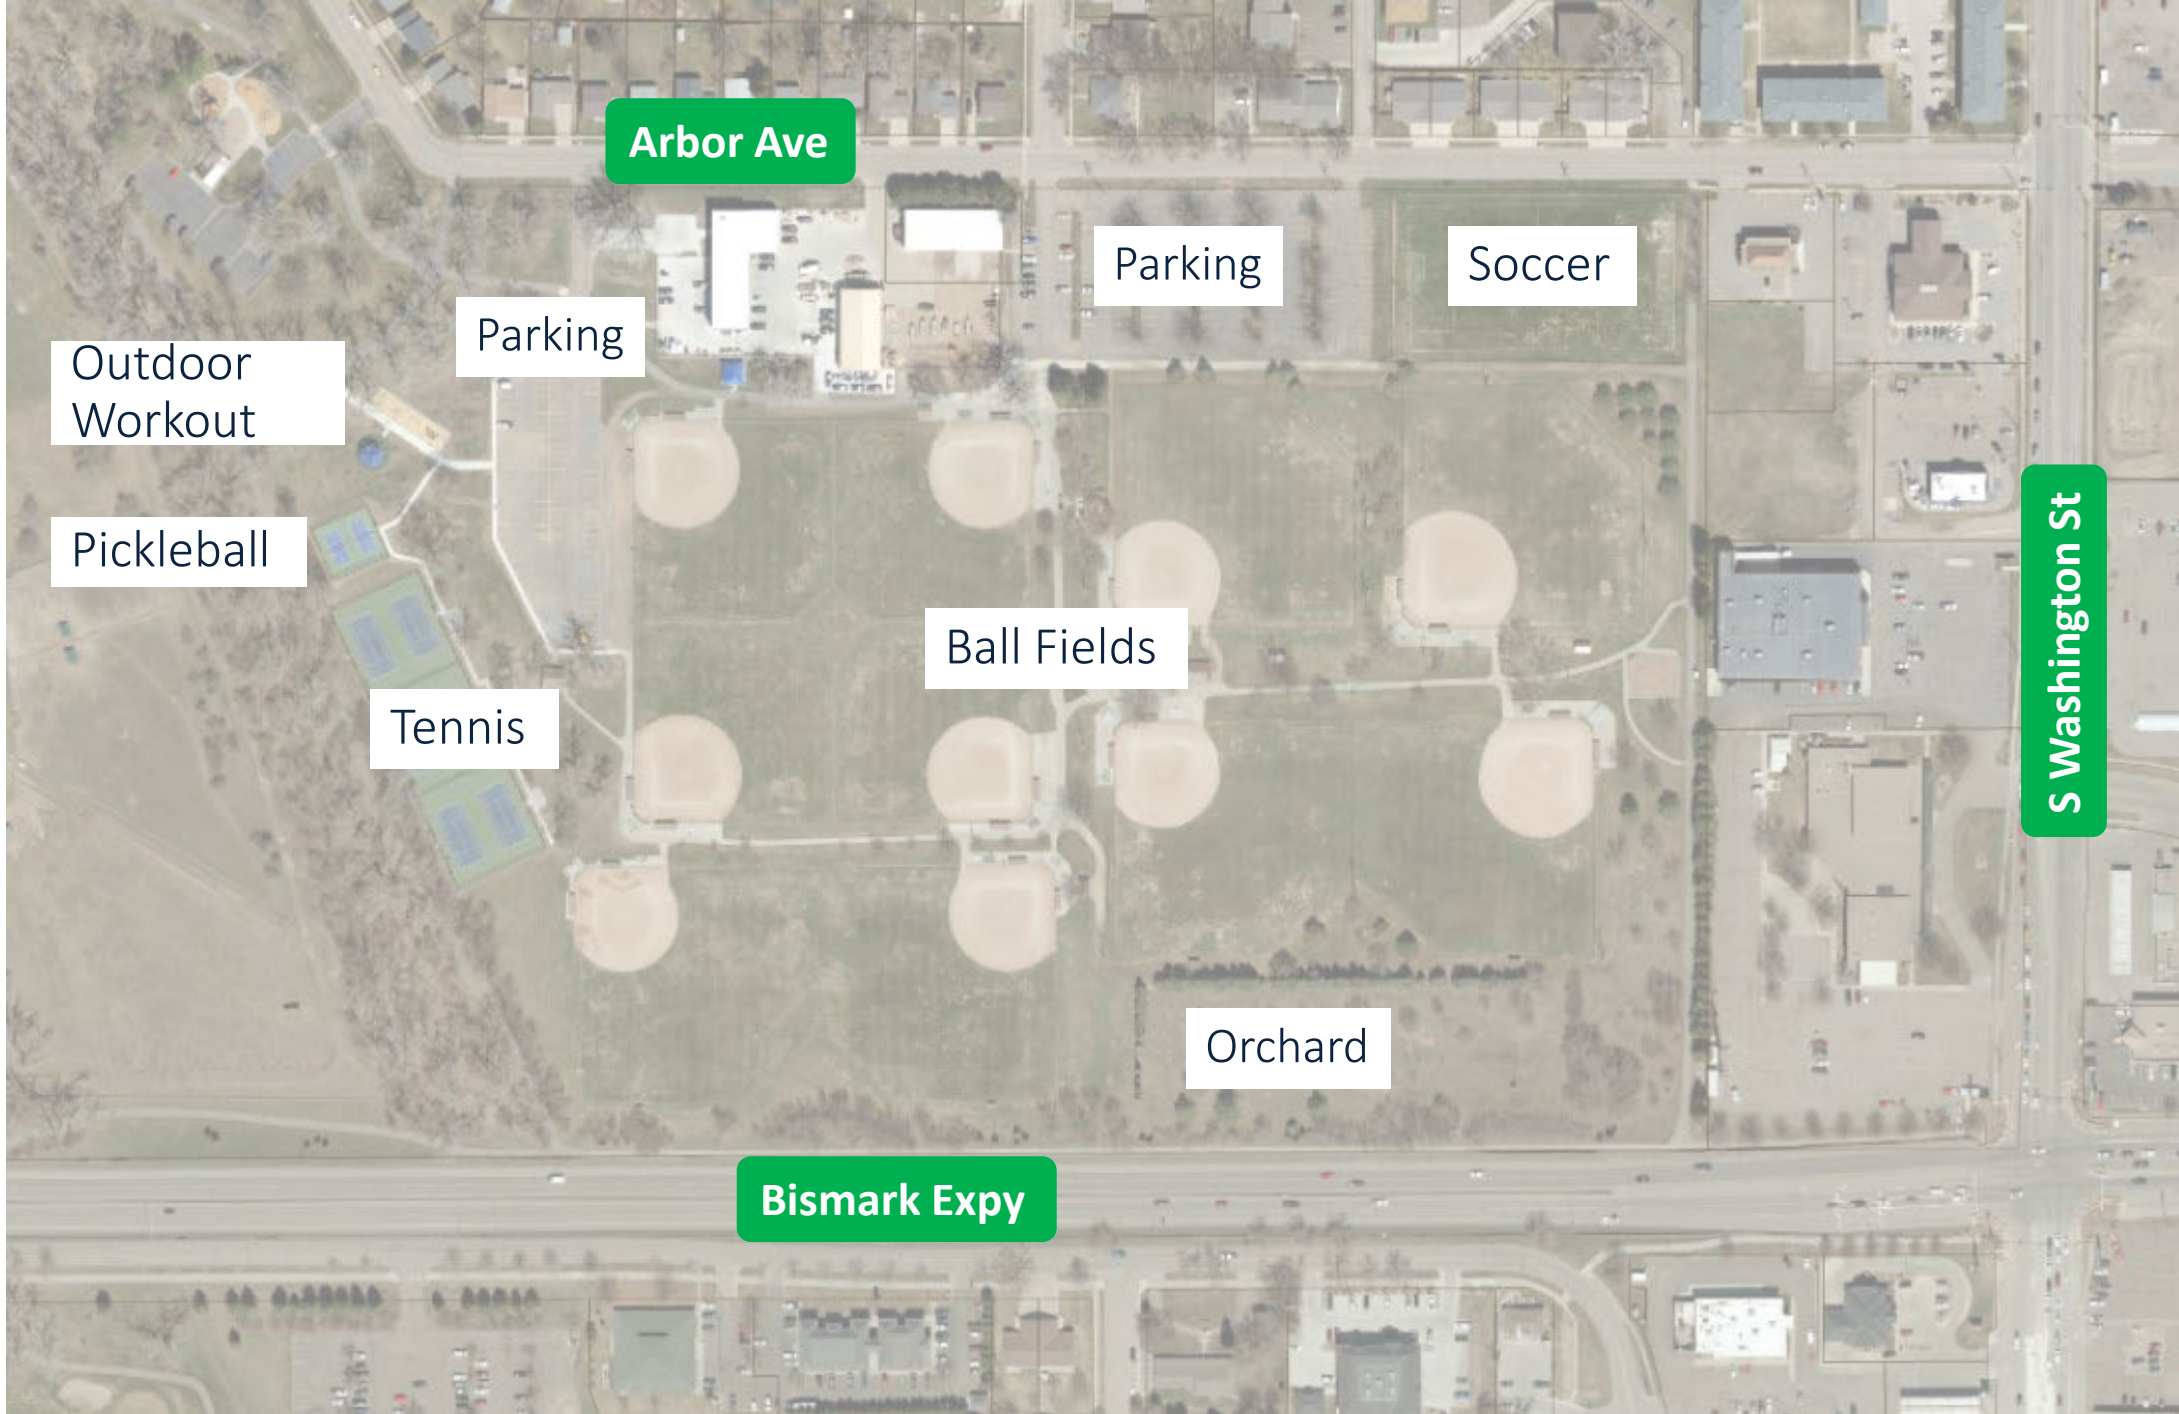 Arbor Ave
Parking
Soccer
Parking
Outdoor
Workout
Pickleball
Ball Fields
Tennis
S Washington St
Orchard
Bismark Expy